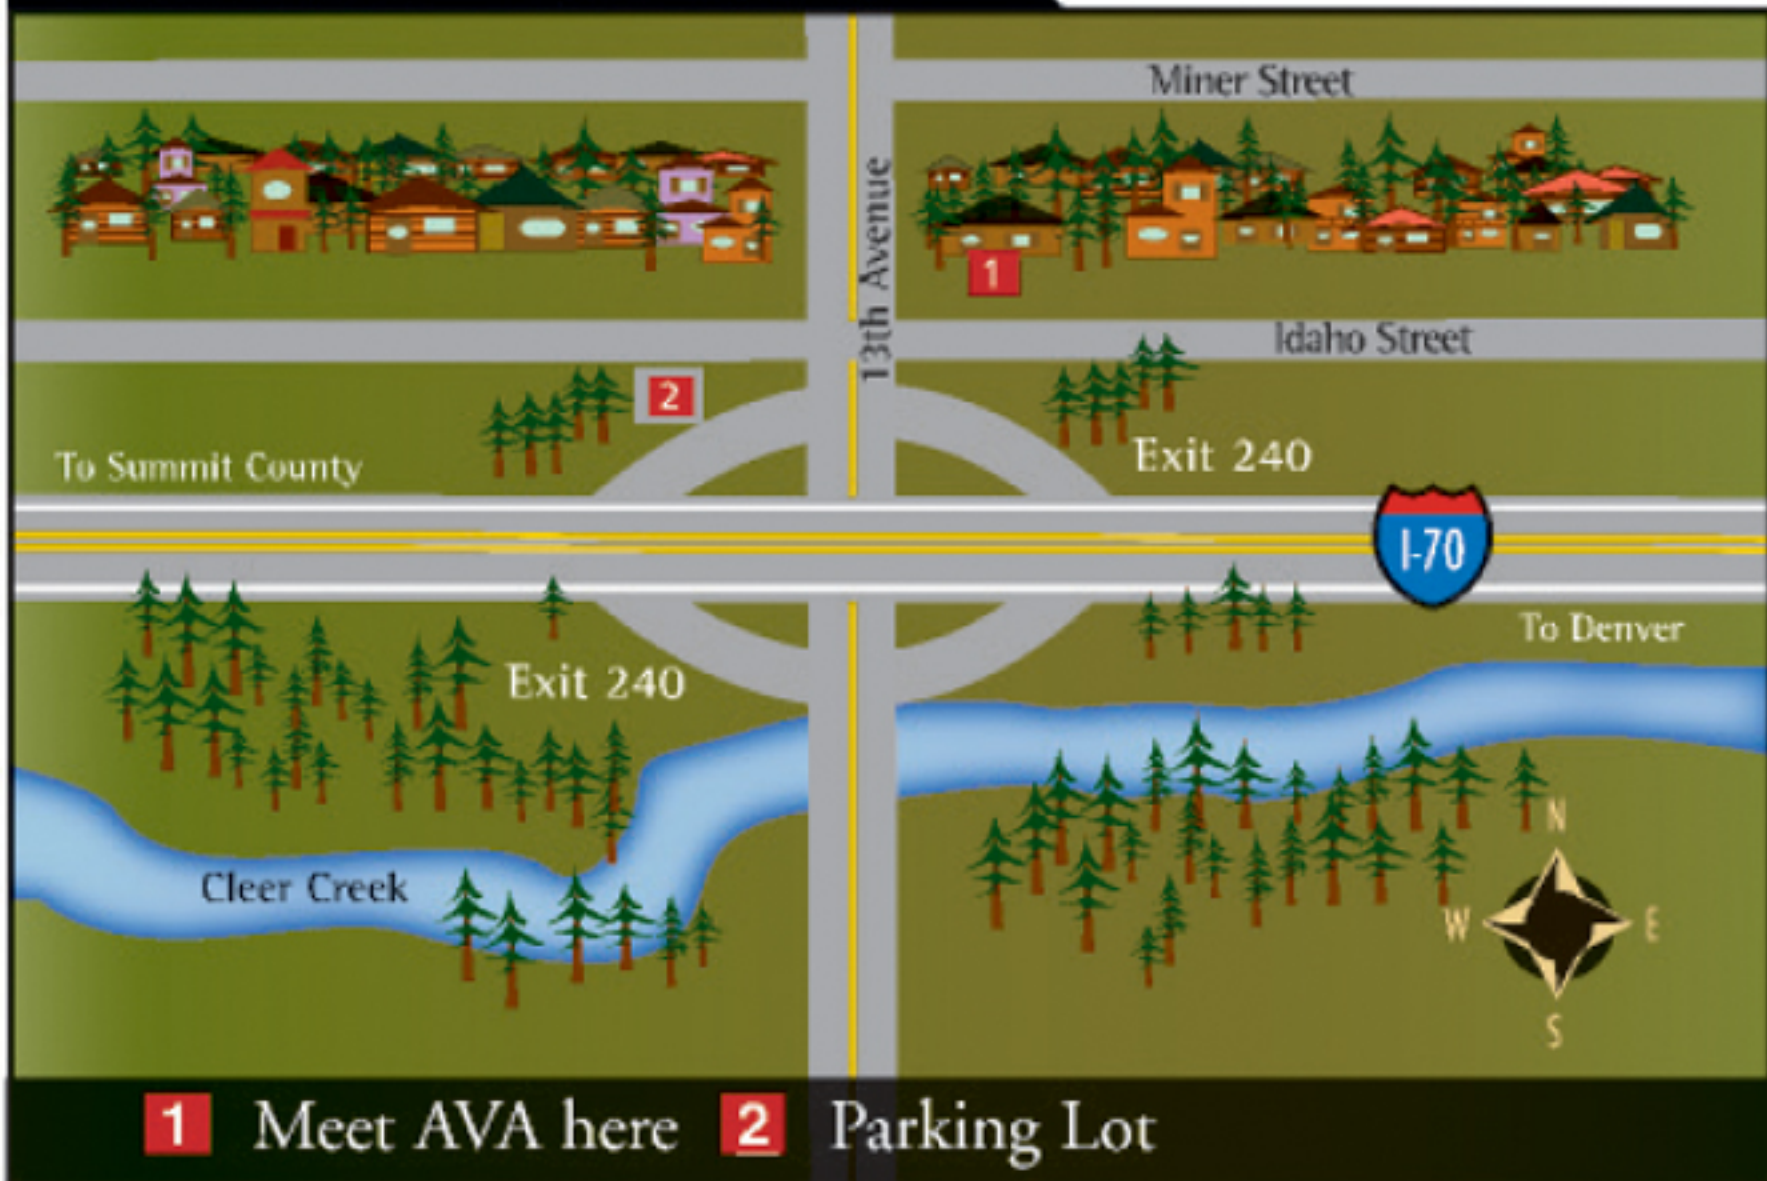 Miner Street
13th Avenue
1
Idaho Street
2
To Summit County
Exit 240
I-70
To Denver
Exit 240
Cleer Creek
N
W E
S
1 Meet AVA here 2 Parking Lot